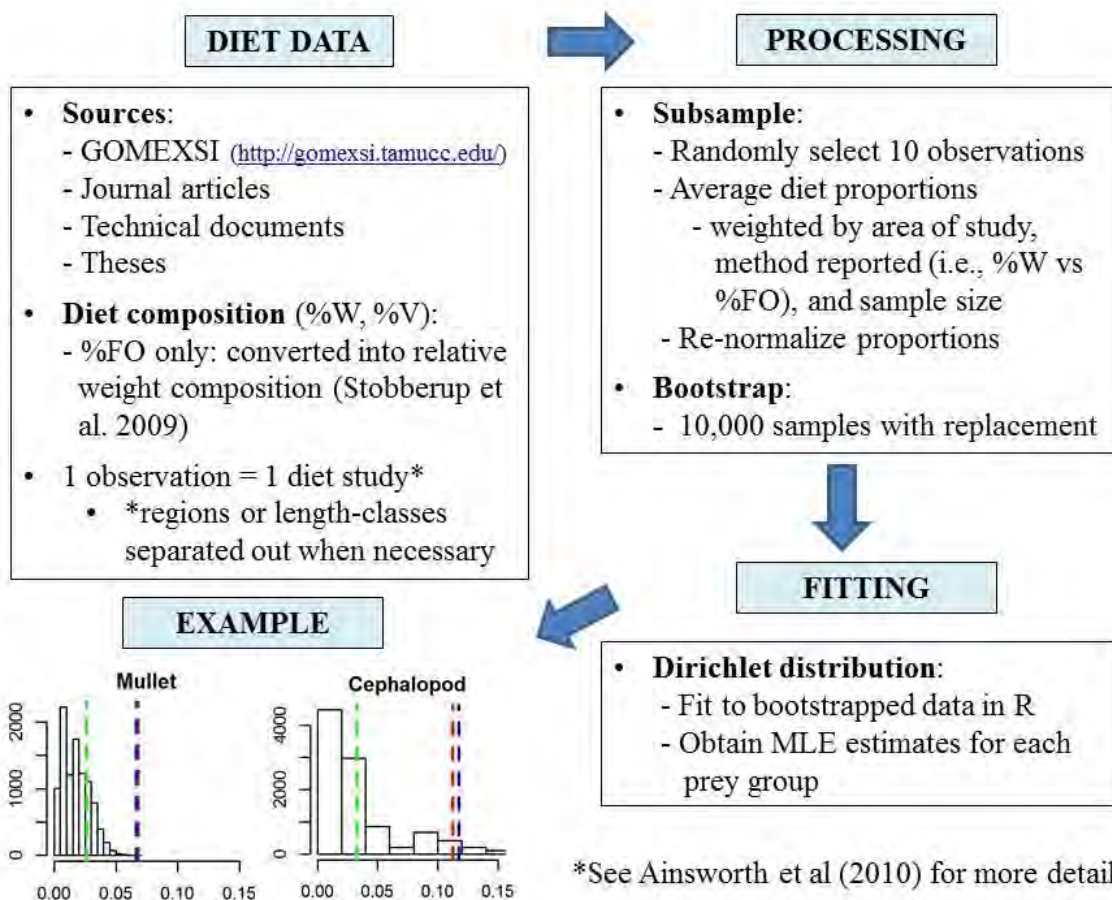 DIET DATA
• Sources:
- GOMEXSI (http://gomexsi.tamucc.edu/)
- Journal articles
- Technical documents
- Theses
• Diet composition (%W, %V):
- %FO only: converted into relative
weight composition (Stobberup et
al. 2009)
• 1 observation = 1 diet study*
• *regions or length-classes
separated out when necessary
PROCESSING
• Subsample:
- Randomly select 10 observations
- Average diet proportions
- weighted by area of study,
method reported (i.e., %W vs
%FO), and sample size
- Re-normalize proportions
• Bootstrap:
- 10,000 samples with replacement
FITTING
• Dirichlet distribution:
- Fit to bootstrapped data in R
- Obtain MLE estimates for each
prey group
EXAMPLE
Mullet
2000
1000
0
0.00 0.05 0.10 0.15
Cephalopod
4000
2000
0
0.00 0.05 0.10 0.15
*See Ainsworth et al (2010) for more detail